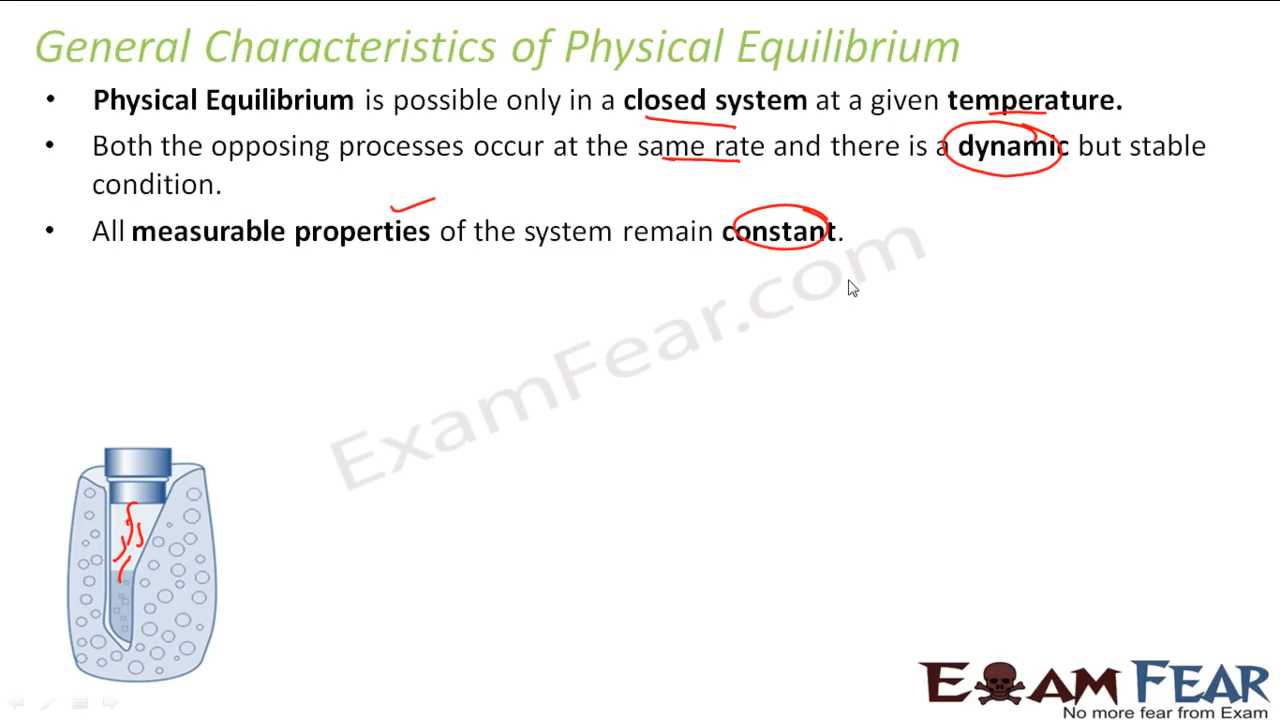 General Characteristics of Physical Equilibrium
• Physical Equilibrium is possible only in a closed system at a given temperature.
• Both the opposing processes occur at the same rate and there is a dynamic but stable
condition.
• All measurable properties of the system remain constant.
ExamFear.com
EXAM FEAR
No more fear from Exam